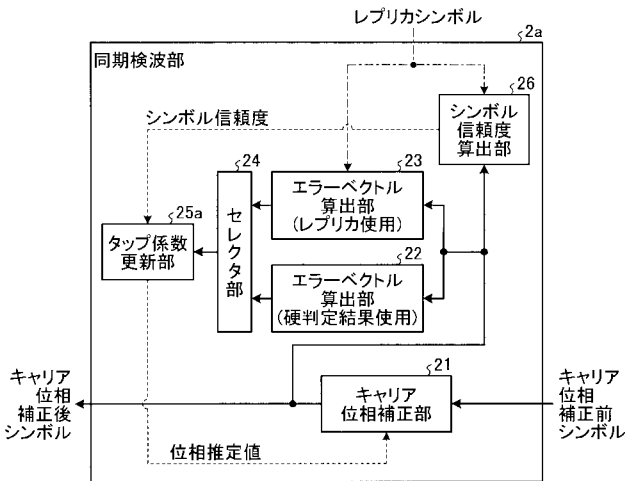 レプリカシンボル
2a
同期検波部
26
シンボル
信頼度
算出部
シンボル信頼度
24
セレクタ部
23
エラーベクトル
算出部
(レプリカ使用)
25a
タップ係数
更新部
22
エラーベクトル
算出部
(硬判定結果使用)
21
キャリア
位相補正部
キャリア
位相
補正後
シンボル
キャリア
位相
補正前
シンボル
位相推定値